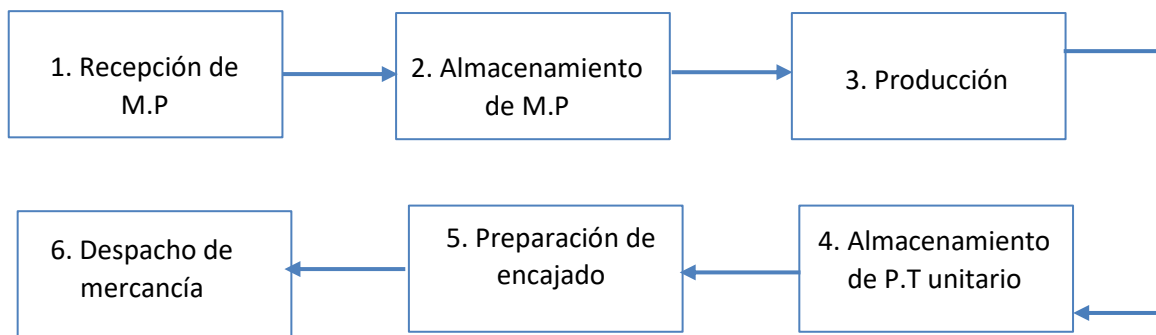 1. Recepción de
M.P
2. Almacenamiento
de M.P
3. Producción
4. Almacenamiento
de P.T unitario
5. Preparación de
encajado
6. Despacho de
mercancía